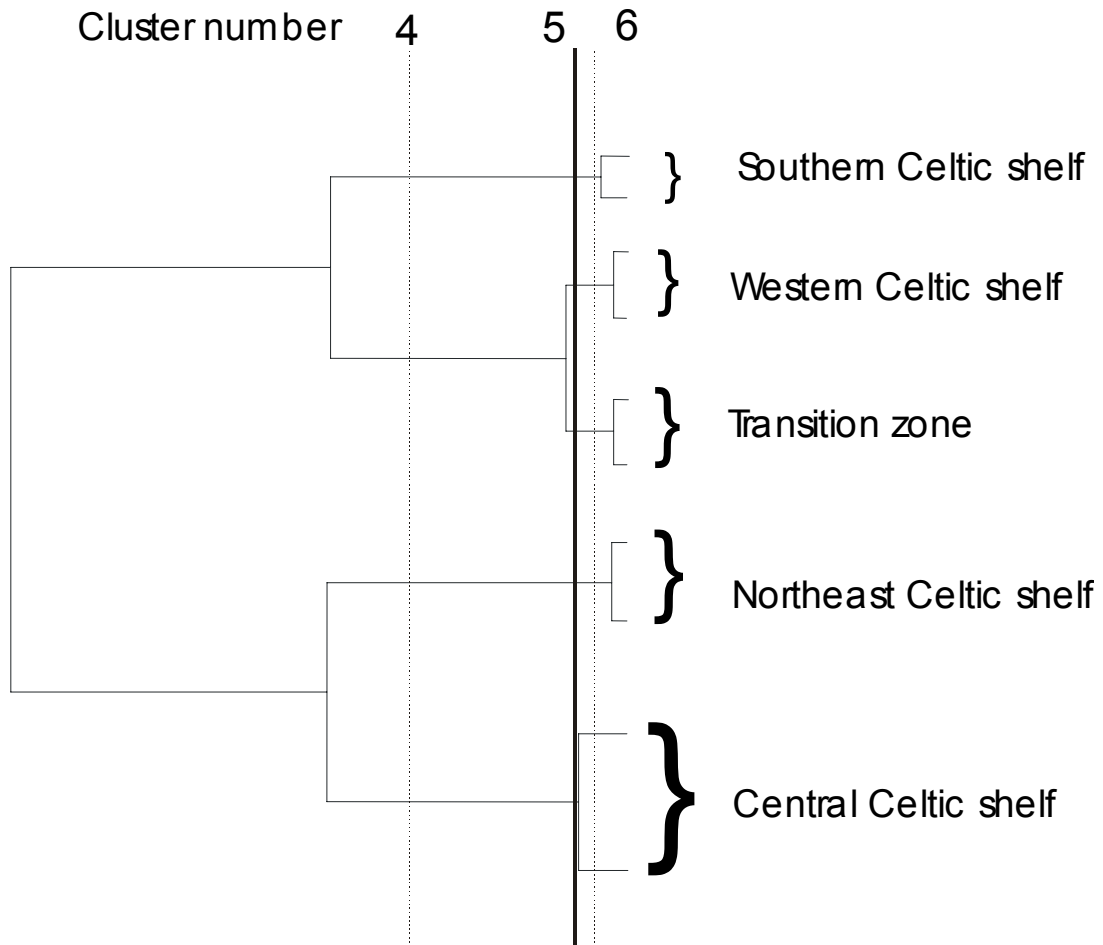 Cluster number 4 5 6
Southern Celtic shelf
Western Celtic shelf
Transition zone
Northeast Celtic shelf
Central Celtic shelf